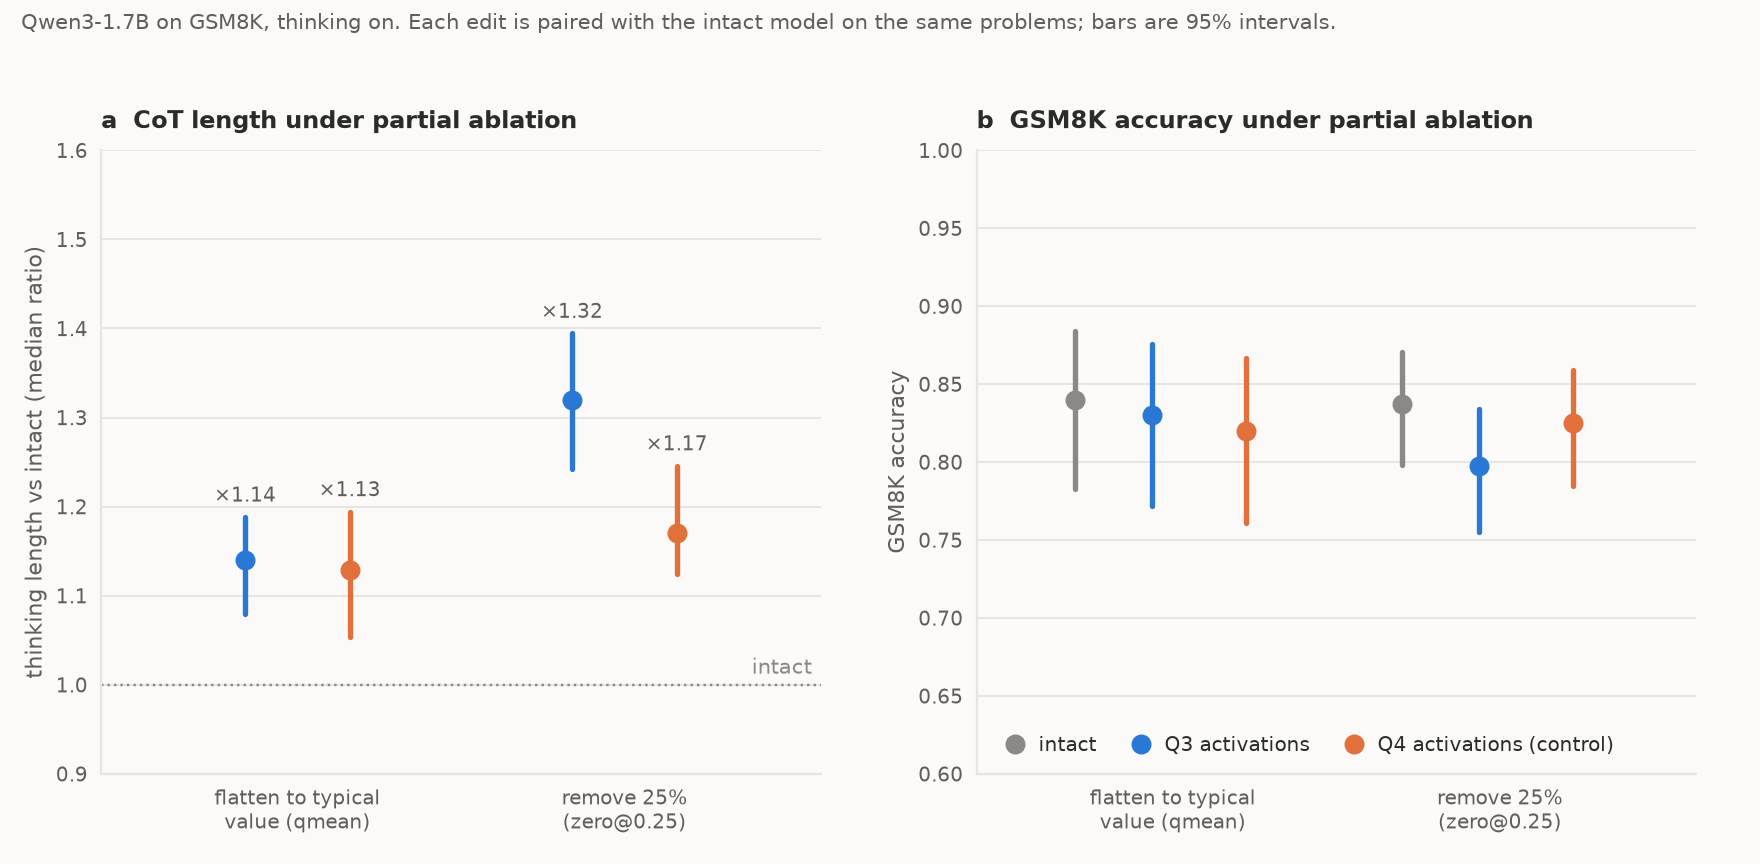 Qwen3-1.7B on GSM8K, thinking on. Each edit is paired with the intact model on the same problems; bars are 95% intervals.
a CoT length under partial ablation
thinking length vs intact (median ratio)
1.6
1.5
1.4
1.3
1.2
1.1
1.0
0.9
×1.14
×1.13
×1.32
×1.17
intact
flatten to typical
value (qmean)
remove 25%
(zero@0.25)
b GSM8K accuracy under partial ablation
GSM8K accuracy
1.00
0.95
0.90
0.85
0.80
0.75
0.70
0.65
0.60
intact
Q3 activations
Q4 activations (control)
flatten to typical
value (qmean)
remove 25%
(zero@0.25)